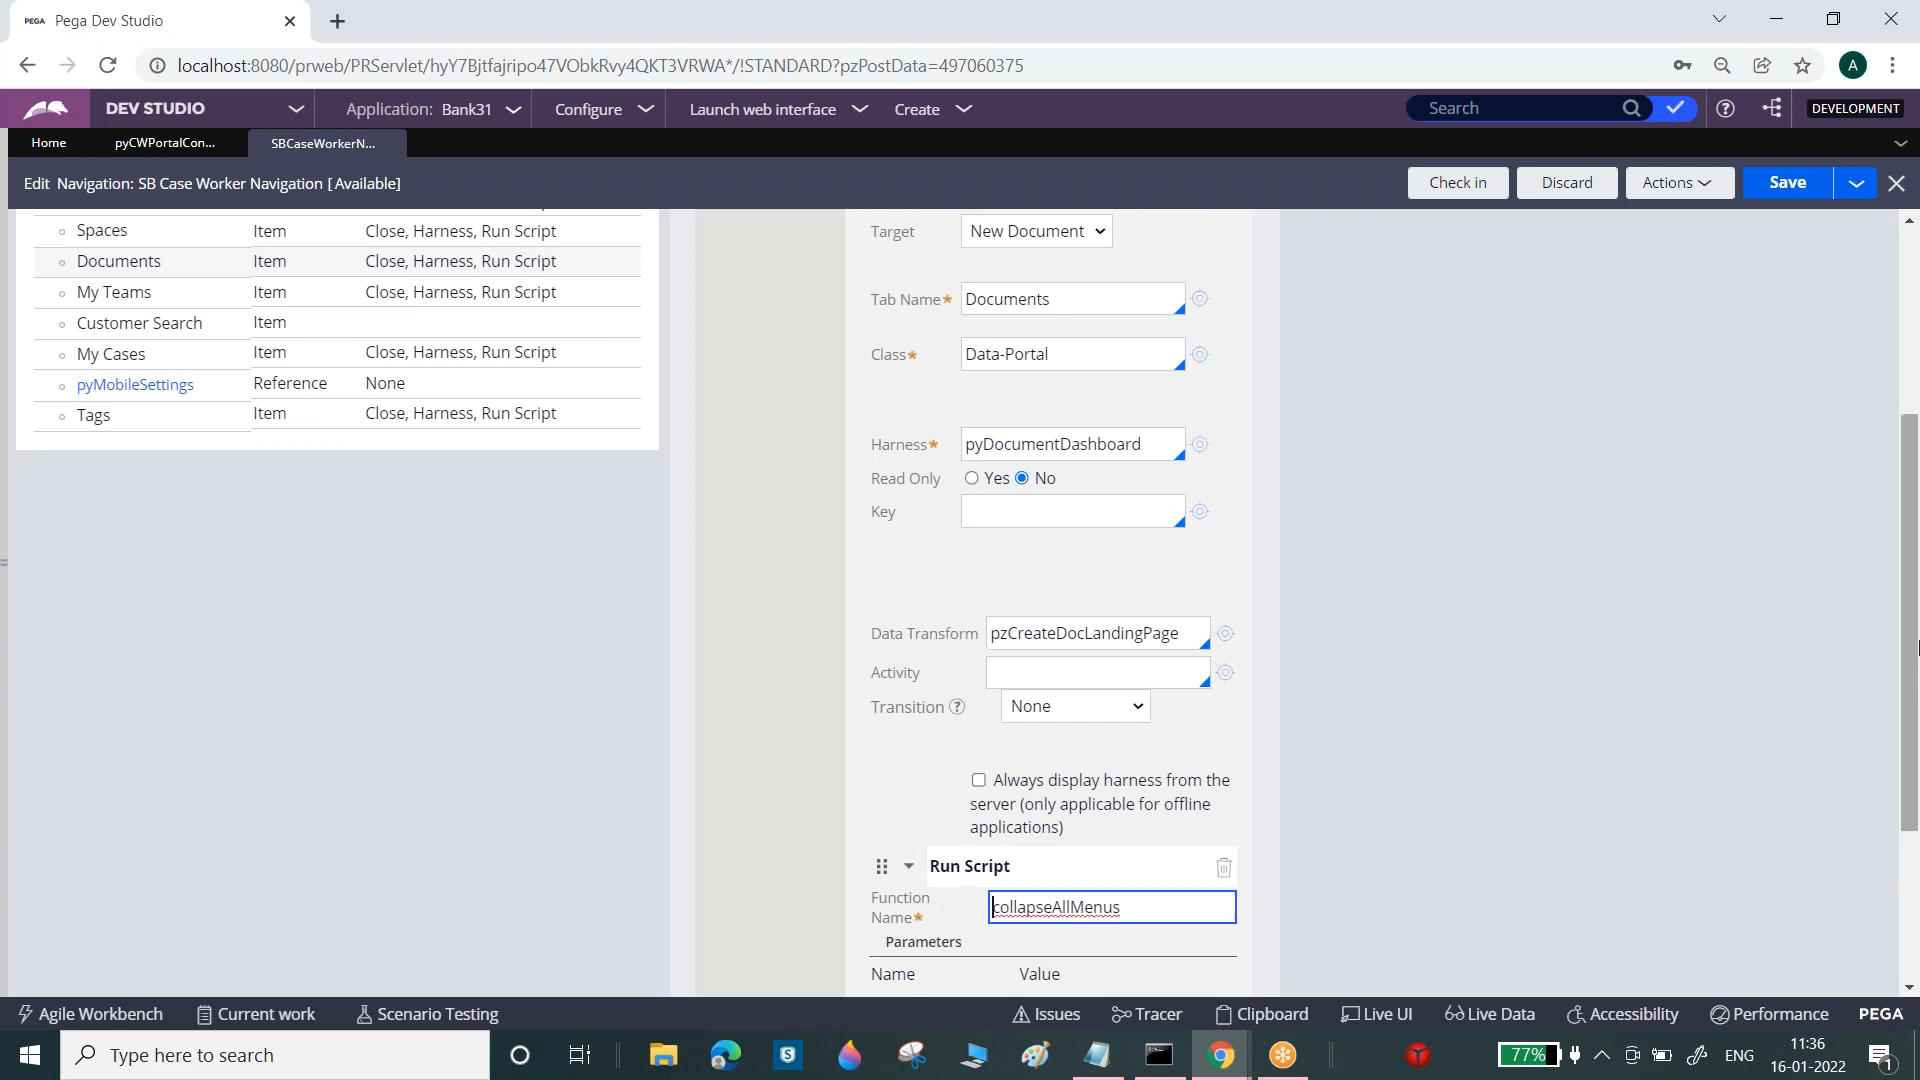 PEGA Pega Dev Studio
localhost:8080/prweb/PRServlet/hyY7Bjtfajripo47VObkRvy4QKT3VRWA*/!STANDARD?pzPostData=497060375
A
DEV STUDIO Application: Bank31 Configure Launch web interface Create Search DEVELOPMENT
Home pyCWPortalCon... SBCaseWorkerN...
Edit Navigation: SB Case Worker Navigation [Available] Check in Discard Actions Save
Spaces Item Close, Harness, Run Script
Documents Item Close, Harness, Run Script
My Teams Item Close, Harness, Run Script
Customer Search Item
My Cases Item Close, Harness, Run Script
pyMobileSettings Reference None
Tags Item Close, Harness, Run Script
Target New Document
Tab Name* Documents
Class* Data-Portal
Harness* pyDocumentDashboard
Read Only Yes No
Key
Data Transform pzCreateDocLandingPage
Activity
Transition ? None
Always display harness from the
server (only applicable for offline
applications)
Run Script
Function
Name* collapseAllMenus
Parameters
Name Value
Agile Workbench Current work Scenario Testing Issues Tracer Clipboard Live UI Live Data Accessibility Performance PEGA
Type here to search
77% ENG
11:36
16-01-2022
1